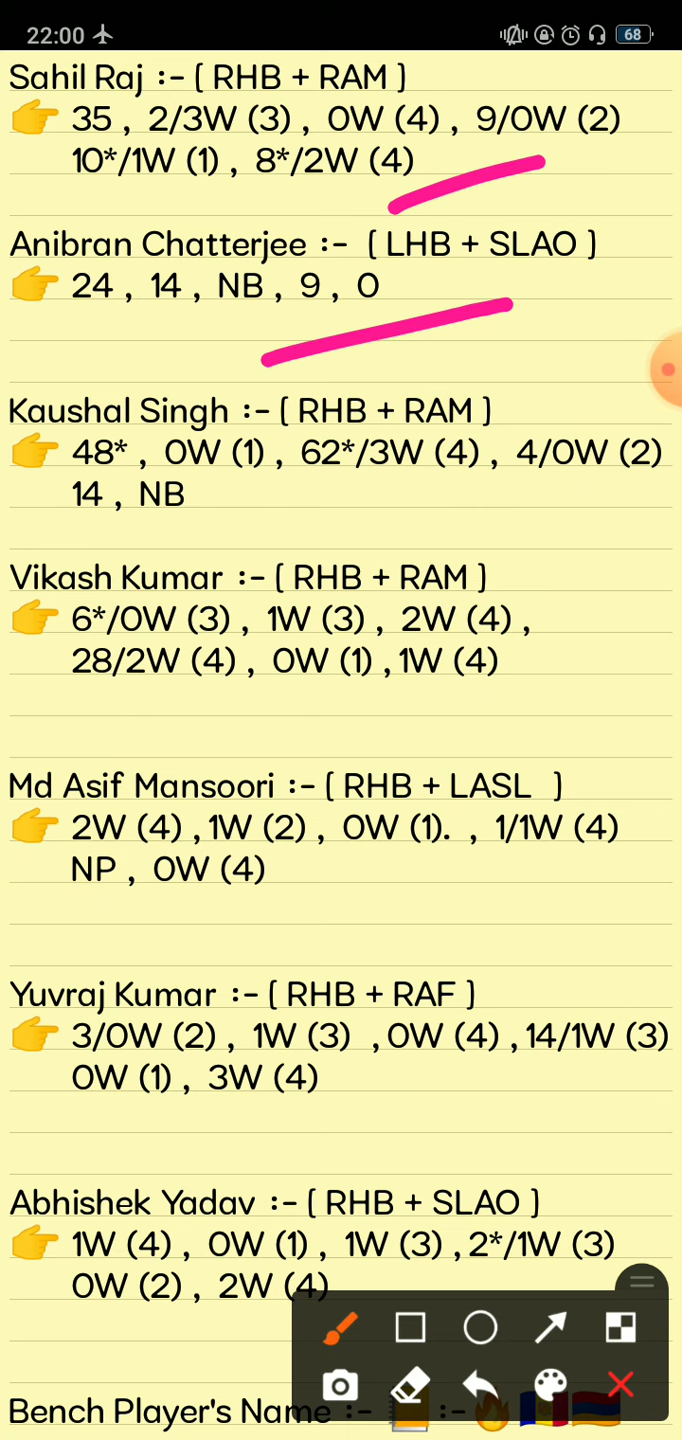 22:00
68
Sahil Raj :- ( RHB + RAM )
👉 35 , 2/3W (3) , 0W (4) , 9/0W (2)
10*/1W (1) , 8*/2W (4)
Anibran Chatterjee :- ( LHB + SLAO )
👉 24 , 14 , NB , 9 , 0
Kaushal Singh :- ( RHB + RAM )
👉 48* , 0W (1) , 62*/3W (4) , 4/0W (2)
14 , NB
Vikash Kumar :- ( RHB + RAM )
👉 6*/0W (3) , 1W (3) , 2W (4) ,
28/2W (4) , 0W (1) , 1W (4)
Md Asif Mansoori :- ( RHB + LASL )
👉 2W (4) , 1W (2) , 0W (1). , 1/1W (4)
NP , 0W (4)
Yuvraj Kumar :- ( RHB + RAF )
👉 3/0W (2) , 1W (3) , 0W (4) , 14/1W (3)
0W (1) , 3W (4)
Abhishek Yadav :- ( RHB + SLAO )
👉 1W (4) , 0W (1) , 1W (3) , 2*/1W (3)
0W (2) , 2W (4)
Bench Player's Name :- 📒 :- 🔥